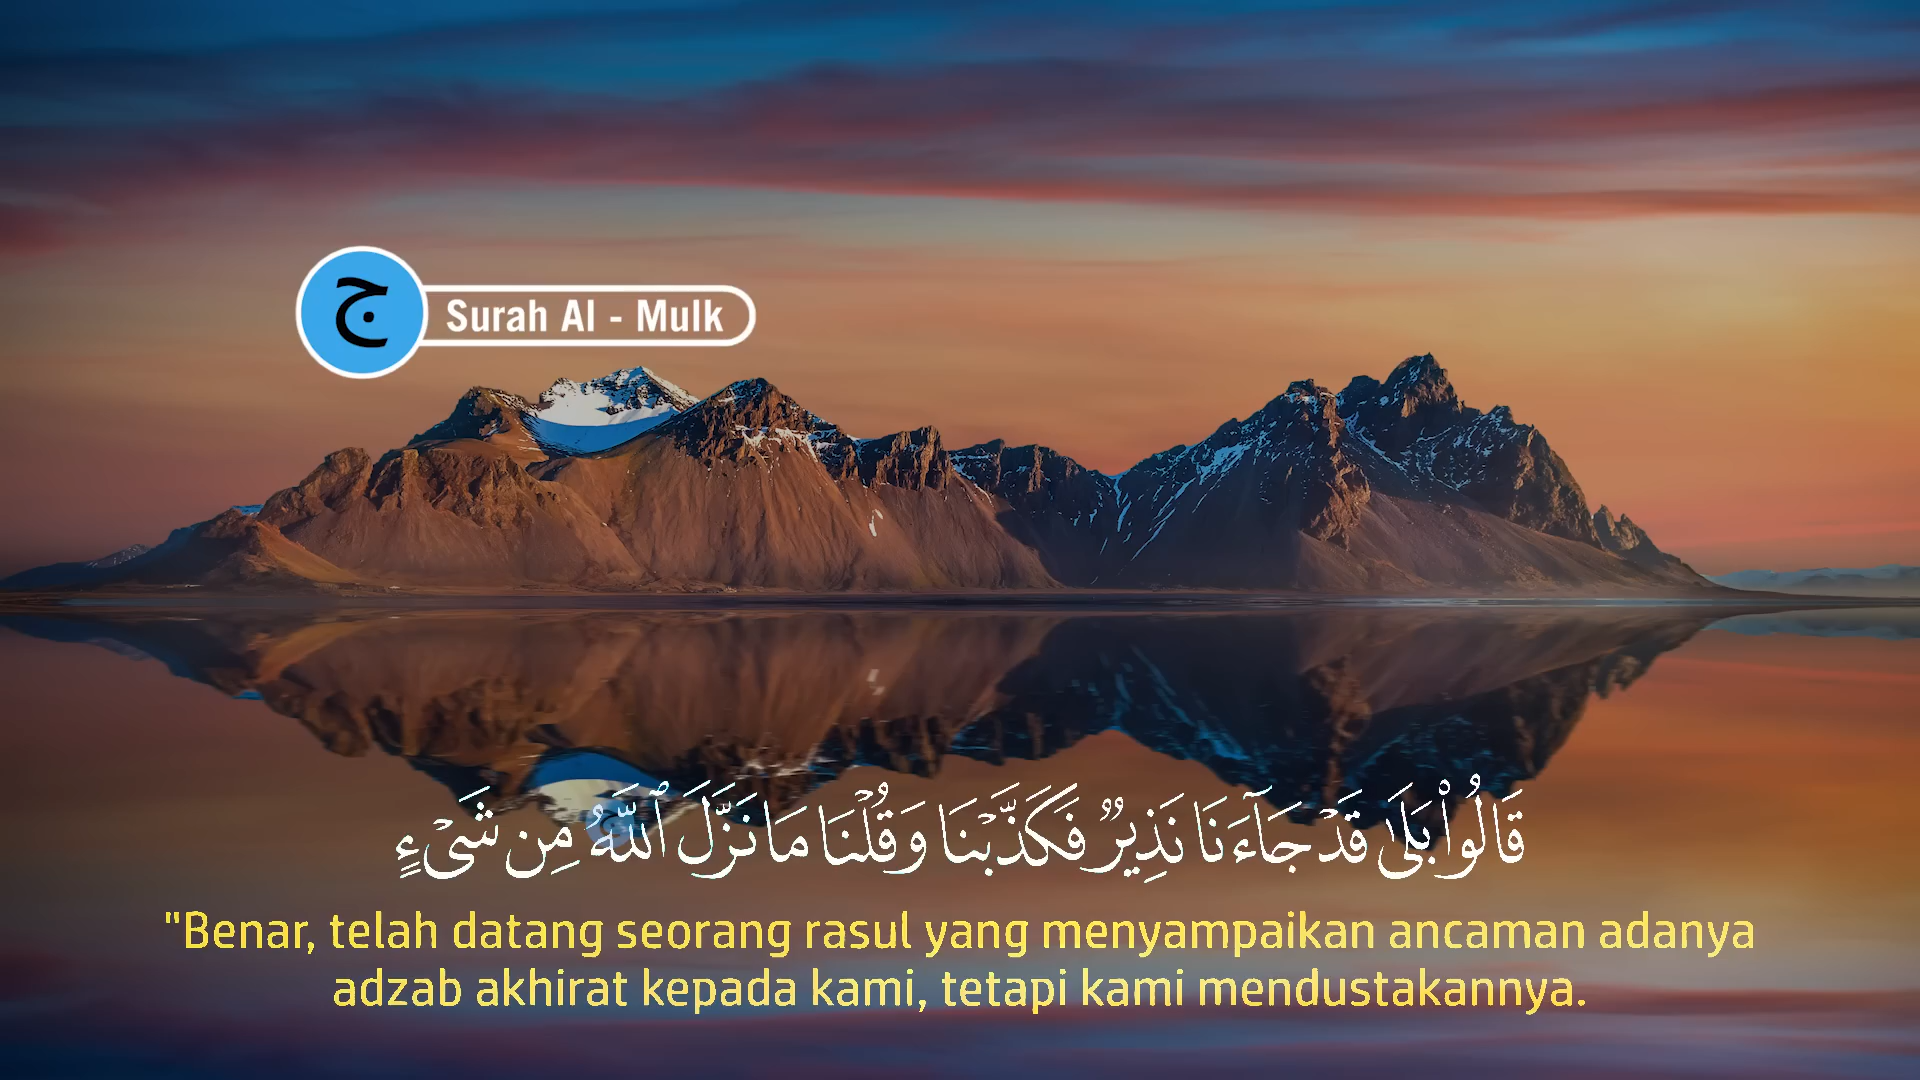 ج
Surah Al - Mulk
قَالُوا۟ بَلَىٰ قَدْ جَآءَنَا نَذِيرٌ فَكَذَّبْنَا وَقُلْنَا مَا نَزَّلَ ٱللَّهُ مِن شَىْءٍ
"Benar, telah datang seorang rasul yang menyampaikan ancaman adanya
adzab akhirat kepada kami, tetapi kami mendustakannya.